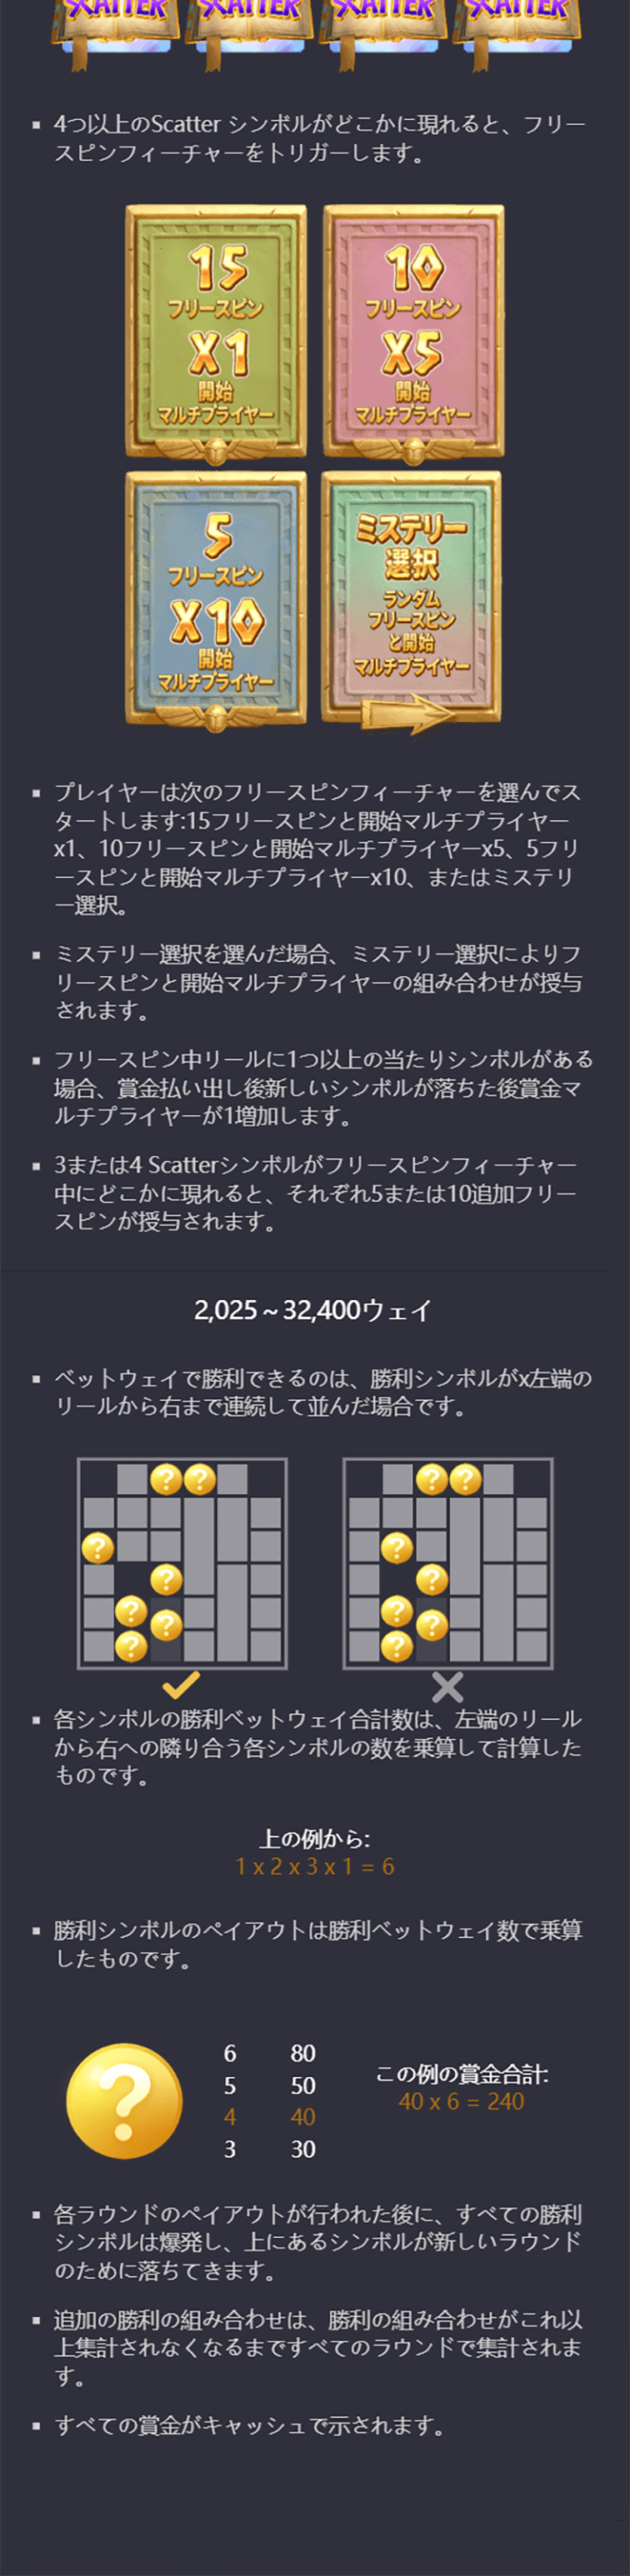 SCATTER SCATTER SCATTER SCATTER
▪ 4つ以上のScatter シンボルがどこかに現れると、フリー
スピンフィーチャーをトリガーします。
15
フリースピン
X1
開始
マルチプライヤー
10
フリースピン
X5
開始
マルチプライヤー
5
フリースピン
X10
開始
マルチプライヤー
ミステリー
選択
ランダム
フリースピン
と開始
マルチプライヤー
▪ プレイヤーは次のフリースピンフィーチャーを選んでス
タートします:15フリースピンと開始マルチプライヤー
x1、10フリースピンと開始マルチプライヤーx5、5フリ
ースピンと開始マルチプライヤーx10、またはミステリ
ー選択。
▪ ミステリー選択を選んだ場合、ミステリー選択によりフ
リースピンと開始マルチプライヤーの組み合わせが授与
されます。
▪ フリースピン中リールに1つ以上の当たりシンボルがある
場合、賞金払い出し後新しいシンボルが落ちた後賞金マ
ルチプライヤーが1増加します。
▪ 3または4 Scatterシンボルがフリースピンフィーチャー
中にどこかに現れると、それぞれ5または10追加フリー
スピンが授与されます。
2,025～32,400ウェイ
▪ ベットウェイで勝利できるのは、勝利シンボルがx左端の
リールから右まで連続して並んだ場合です。
? ?
?
?
? ?
?
? ?
?
?
? ?
?
▪ 各シンボルの勝利ベットウェイ合計数は、左端のリール
から右への隣り合う各シンボルの数を乗算して計算した
ものです。
上の例から:
1 x 2 x 3 x 1 = 6
▪ 勝利シンボルのペイアウトは勝利ベットウェイ数で乗算
したものです。
?
6 80
5 50
4 40
3 30
この例の賞金合計:
40 x 6 = 240
▪ 各ラウンドのペイアウトが行われた後に、すべての勝利
シンボルは爆発し、上にあるシンボルが新しいラウンド
のために落ちてきます。
▪ 追加の勝利の組み合わせは、勝利の組み合わせがこれ以
上集計されなくなるまですべてのラウンドで集計されま
す。
▪ すべての賞金がキャッシュで示されます。